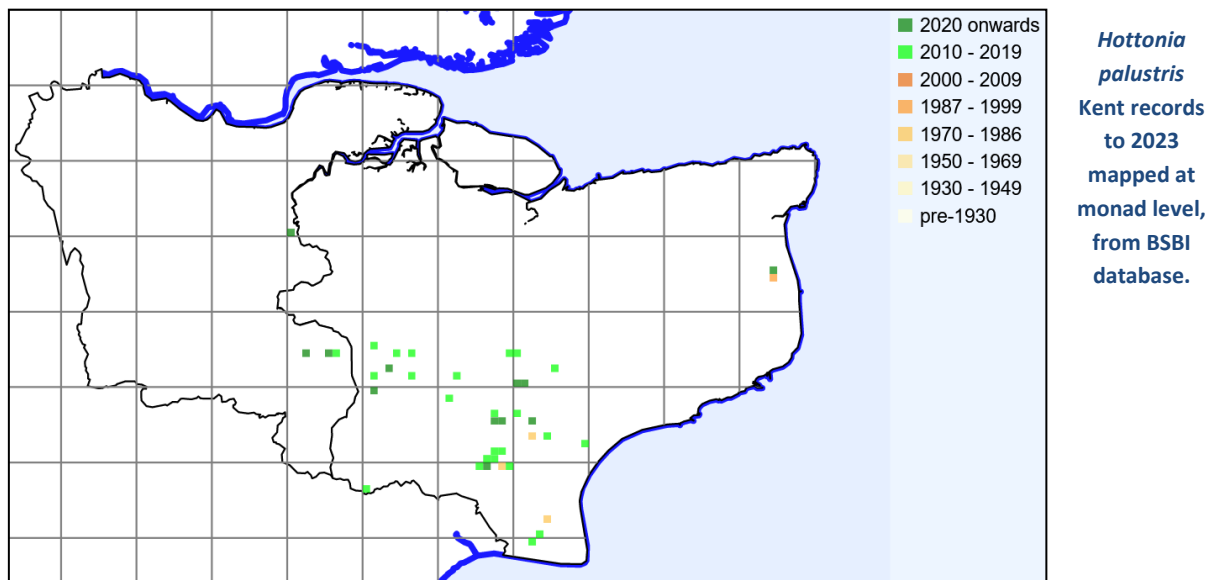 2020 onwards
2010 - 2019
2000 - 2009
1987 - 1999
1970 - 1986
1950 - 1969
1930 - 1949
pre-1930
Hottonia
palustris
Kent records
to 2023
mapped at
monad level,
from BSBI
database.